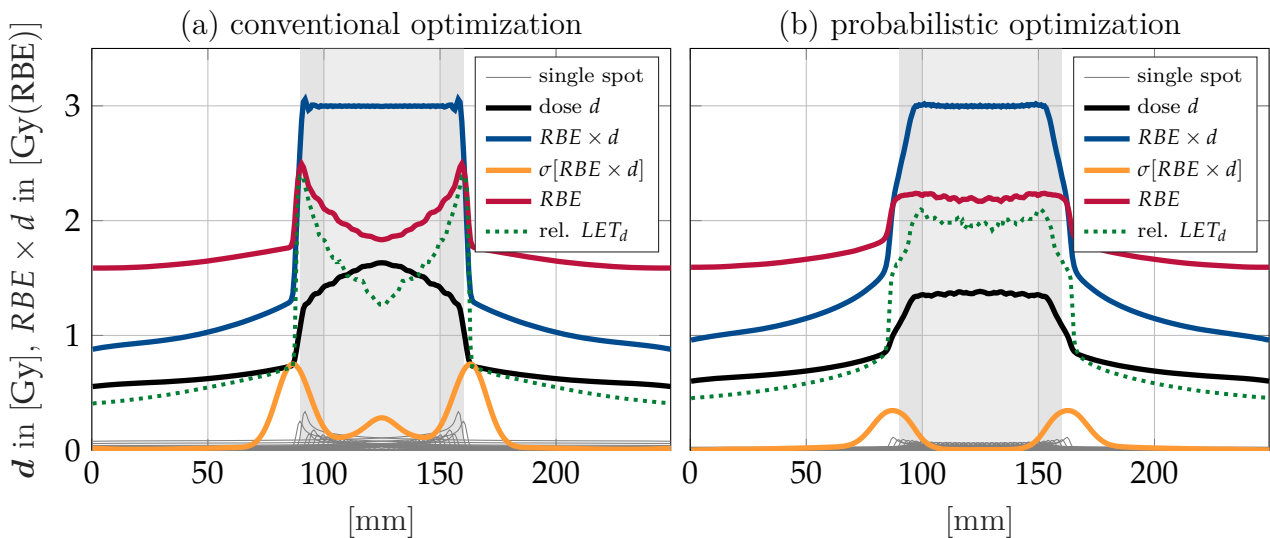 (a) conventional optimization
(b) probabilistic optimization
d in [Gy], RBE × d in [Gy(RBE)]
3
2
1
0
single spot
dose d
RBE × d
σ[RBE × d]
RBE
rel. LET_d
single spot
dose d
RBE × d
σ[RBE × d]
RBE
rel. LET_d
0 50 100 150 200
0 50 100 150 200
[mm]
[mm]